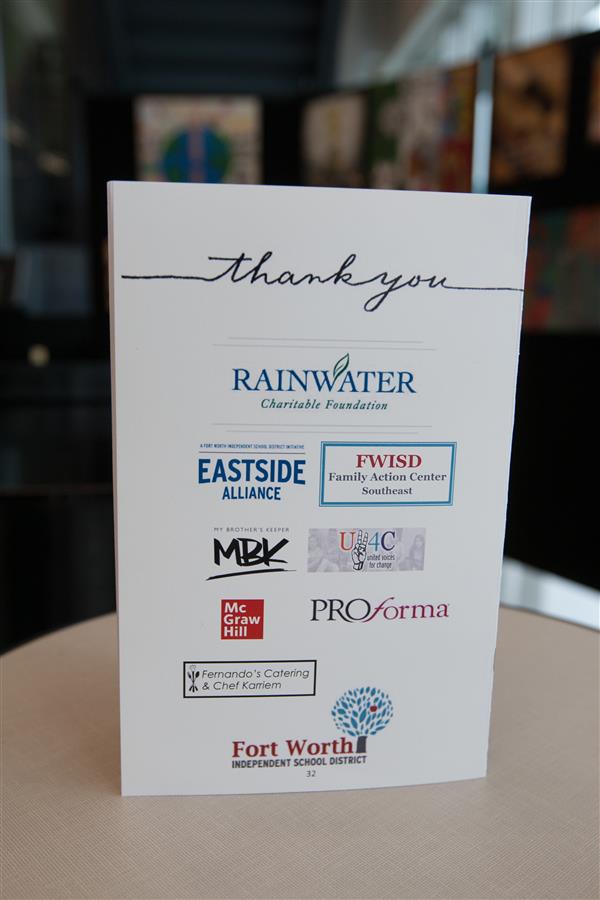 thank you
RAINWATER
Charitable Foundation
A FORT WORTH INDEPENDENT SCHOOL DISTRICT INITIATIVE
EASTSIDE
ALLIANCE
FWISD
Family Action Center
Southeast
MY BROTHER'S KEEPER
MBK
U4C
united voices
for change
Mc
Graw
Hill
PROforma
Fernando's Catering
& Chef Karriem
Fort Worth
INDEPENDENT SCHOOL DISTRICT
32